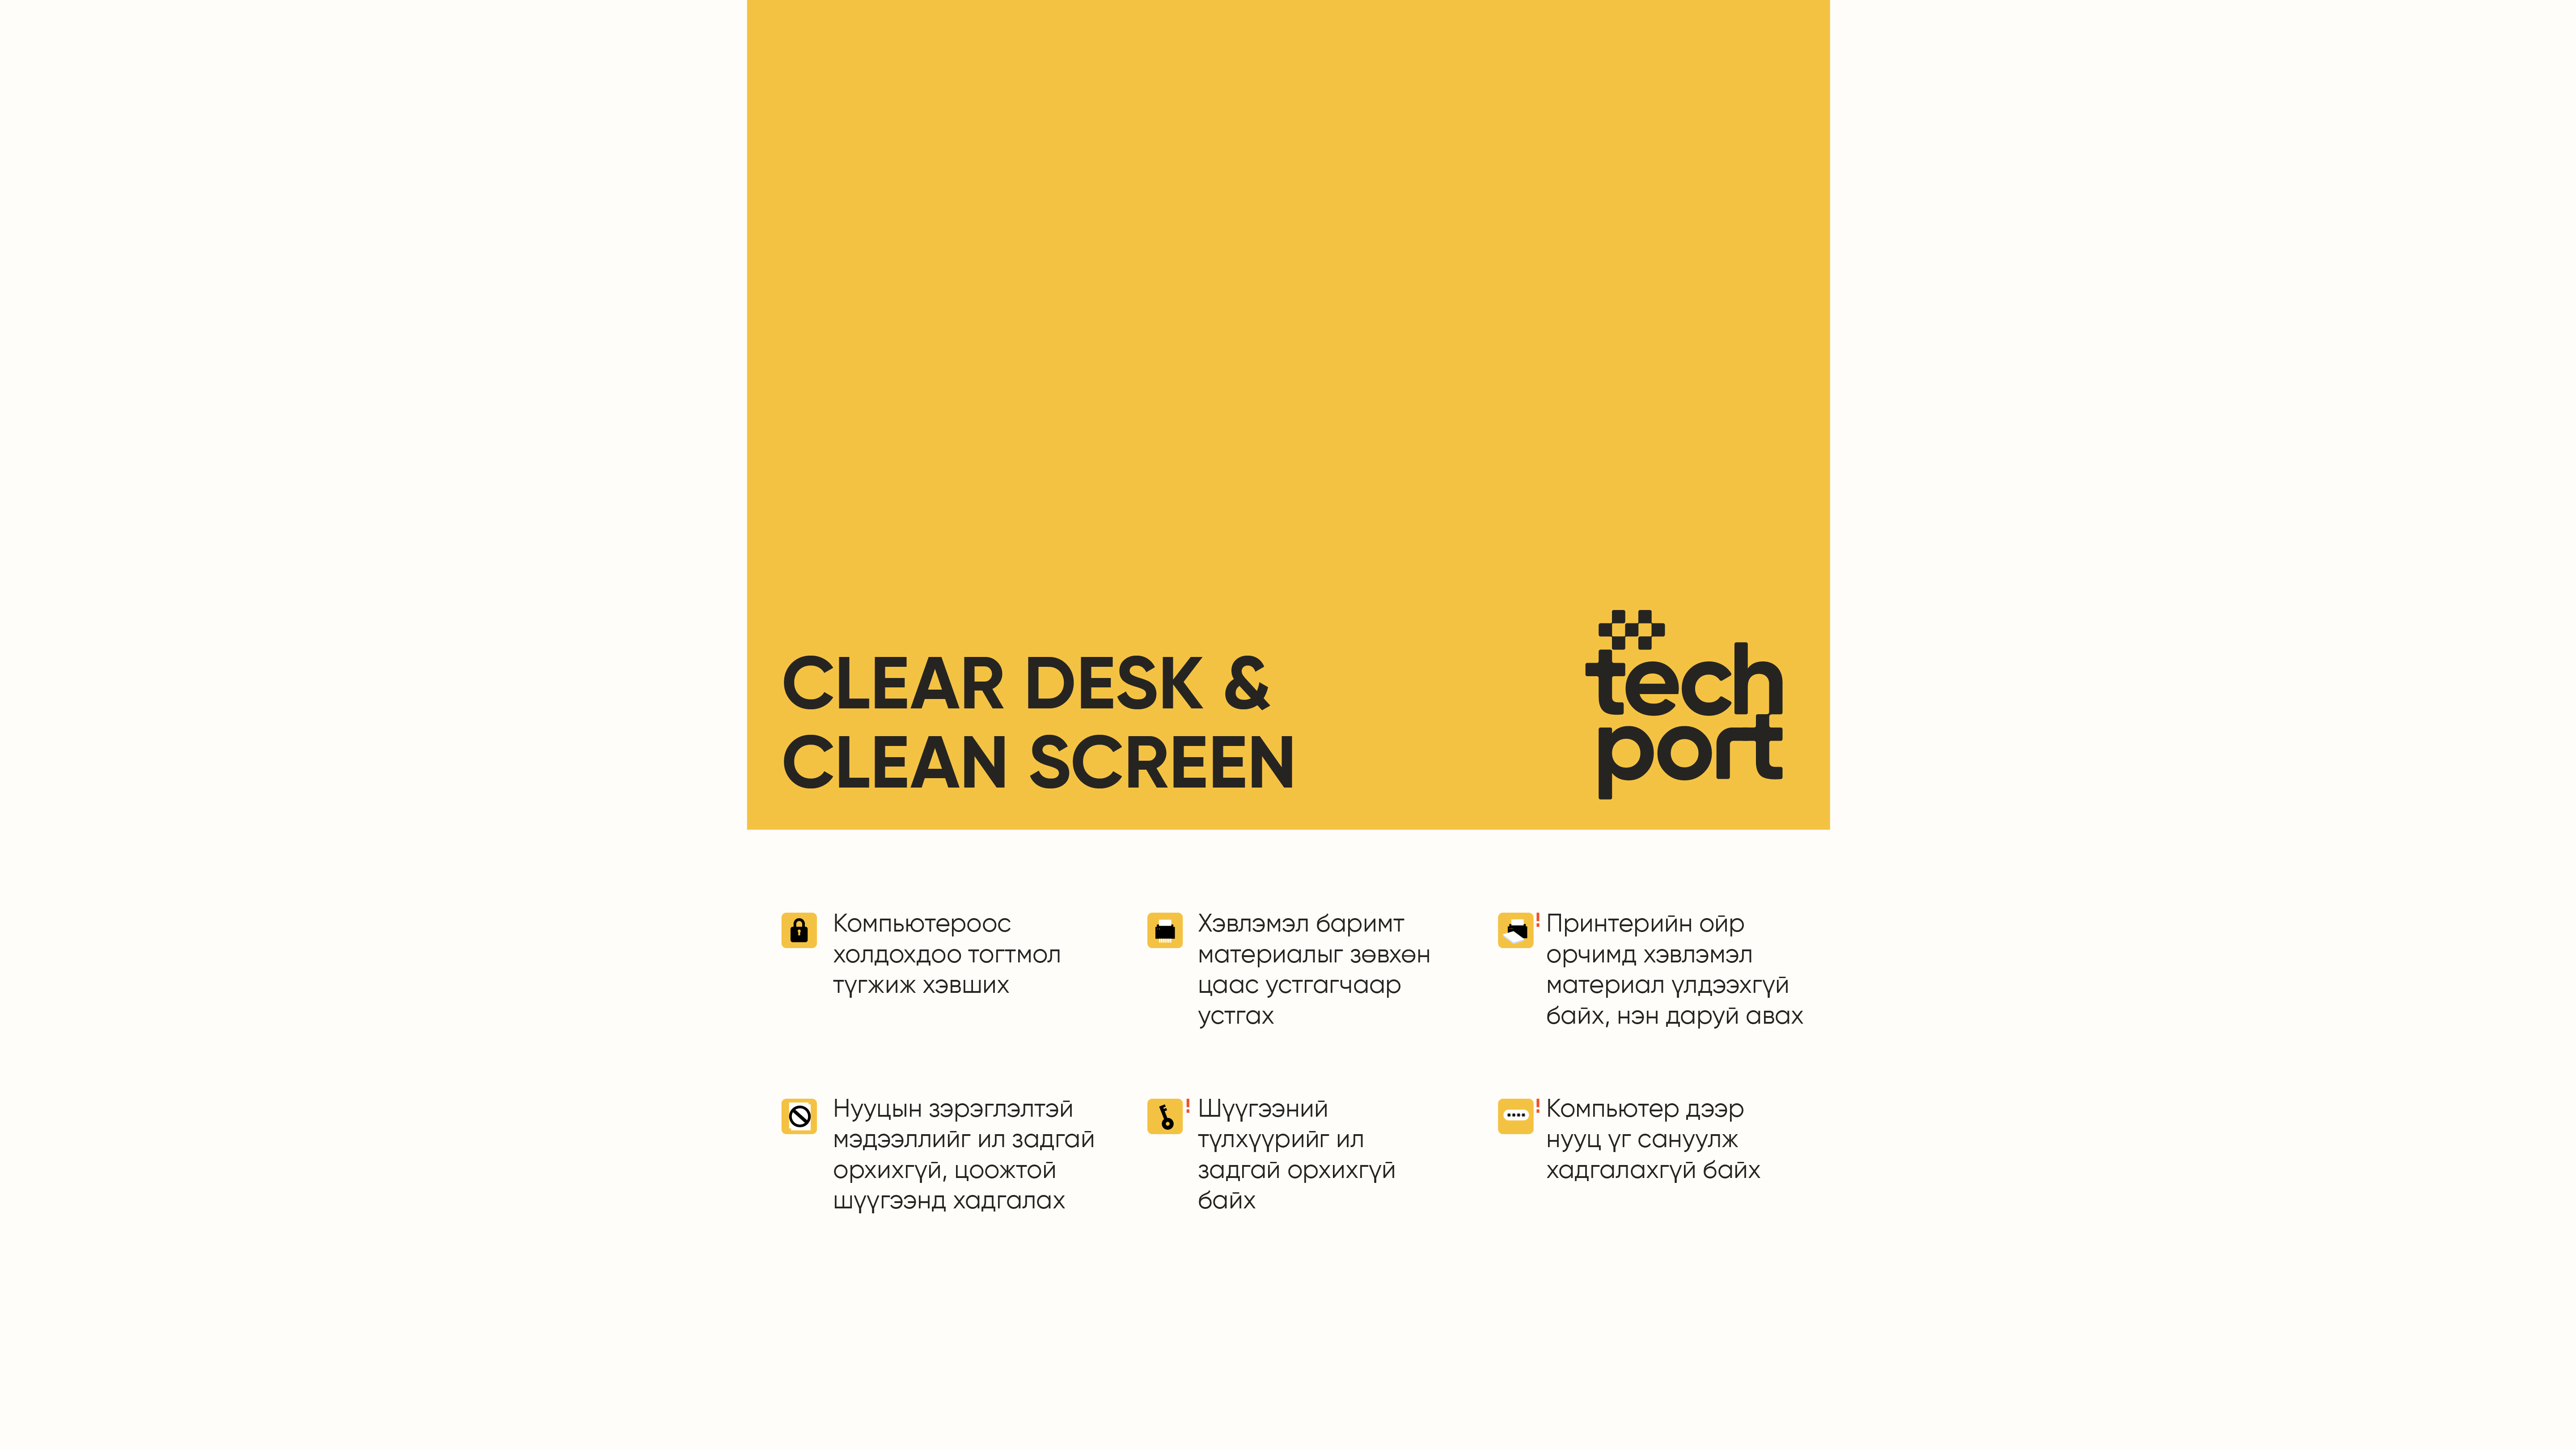 CLEAR DESK &
CLEAN SCREEN
tech
port
Компьютероос
холдохдоо тогтмол
түгжиж хэвших
Хэвлэмэл баримт
материалыг зөвхөн
цаас устгагчаар
устгах
! Принтерийн ойр
орчимд хэвлэмэл
материал үлдээхгүй
байх, нэн даруй авах
Нууцын зэрэглэлтэй
мэдээллийг ил задгай
орхихгүй, цоожтой
шүүгээнд хадгалах
! Шүүгээний
түлхүүрийг ил
задгай орхихгүй
байх
! Компьютер дээр
нууц үг сануулж
хадгалахгүй байх